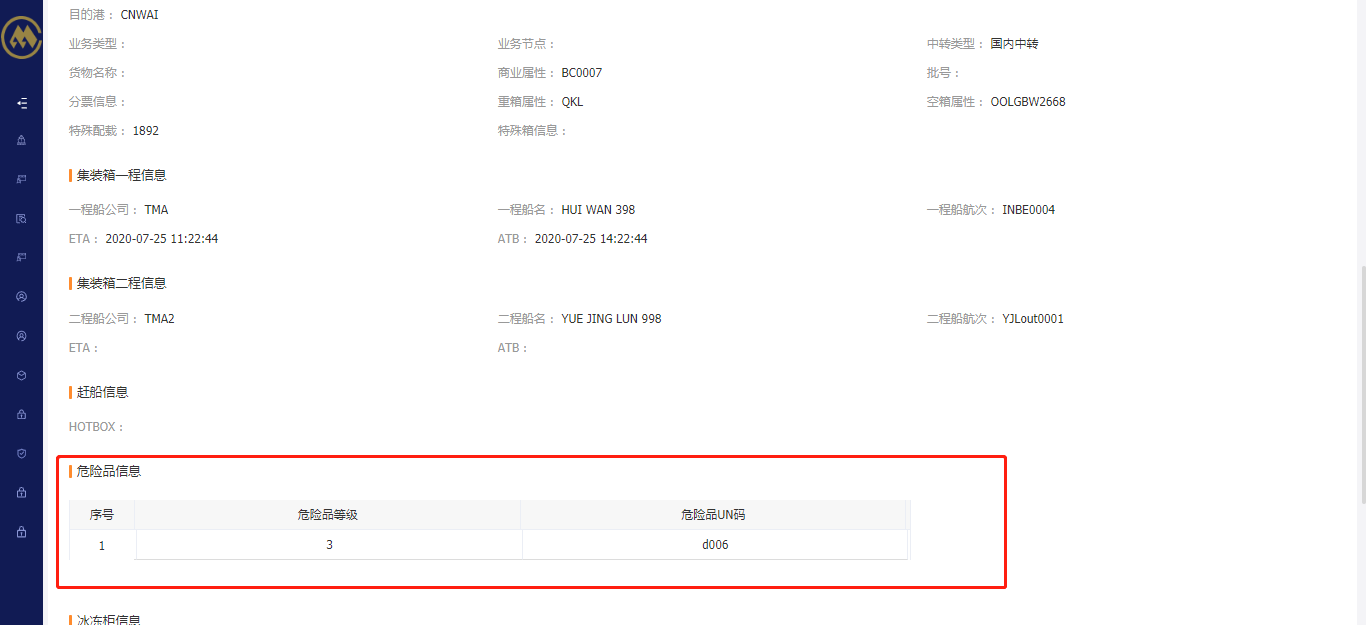 目的港： CNWAI
业务类型： 业务节点： 中转类型： 国内中转
货物名称： 商业属性： BC0007 批号：
分票信息： 重箱属性： QKL 空箱属性： OOLGBW2668
特殊配载： 1892 特殊箱信息：
集装箱一程信息
一程船公司： TMA 一程船名： HUI WAN 398 一程船航次： INBE0004
ETA： 2020-07-25 11:22:44 ATB： 2020-07-25 14:22:44
集装箱二程信息
二程船公司： TMA2 二程船名： YUE JING LUN 998 二程船航次： YJLout0001
ETA： ATB：
赶船信息
HOTBOX：
危险品信息
序号 危险品等级 危险品UN码
1 3 d006
冰冻柜信息